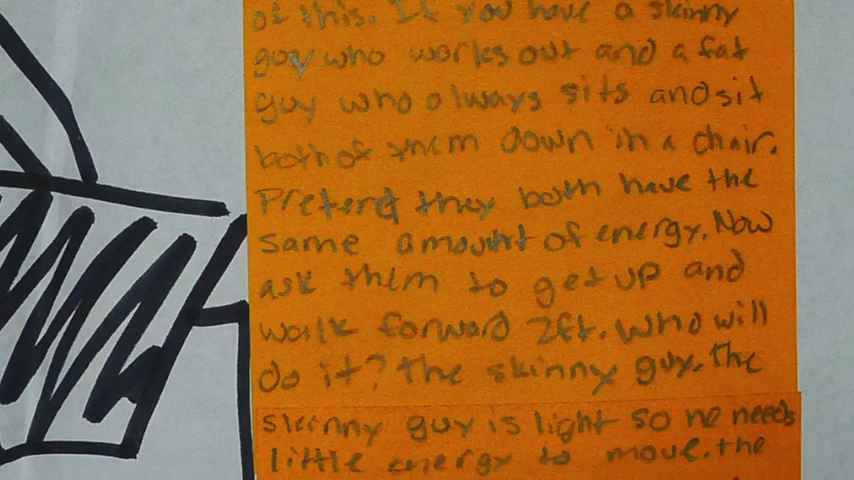 of this. If you have a skinny
guy who works out and a fat
guy who always sits and sit
both of them down in a chair.
Pretend they both have the
same amount of energy. Now
ask them to get up and
walk forward 2ft. Who will
do it? The skinny guy. The
skinny guy is light so he needs
little energy to move. the